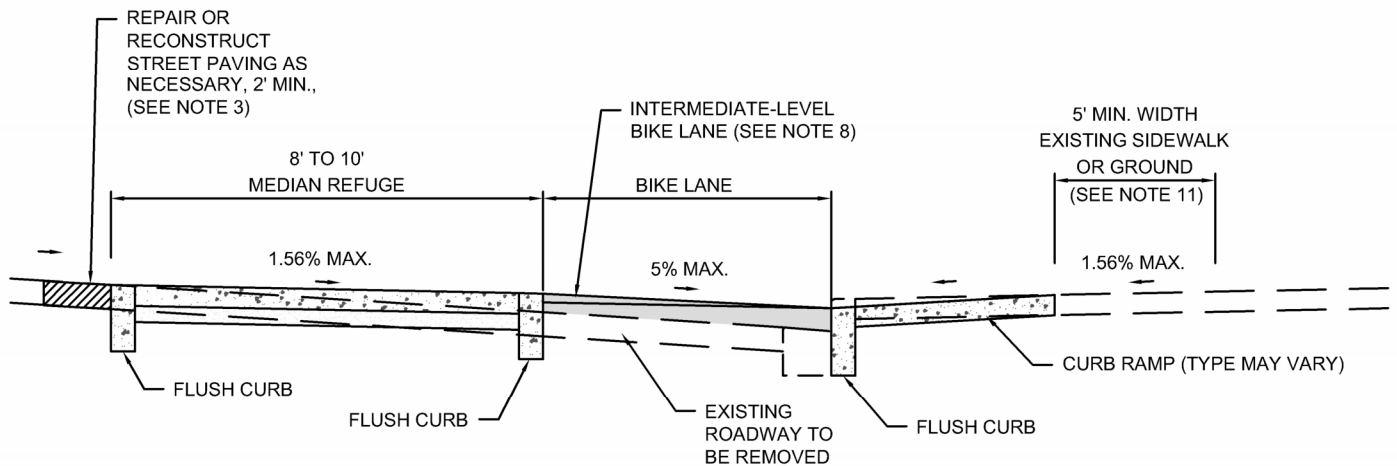 REPAIR OR
RECONSTRUCT
STREET PAVING AS
NECESSARY, 2' MIN.,
(SEE NOTE 3)
8' TO 10'
MEDIAN REFUGE
INTERMEDIATE-LEVEL
BIKE LANE (SEE NOTE 8)
BIKE LANE
5' MIN. WIDTH
EXISTING SIDEWALK
OR GROUND
(SEE NOTE 11)
1.56% MAX.
5% MAX.
1.56% MAX.
FLUSH CURB
FLUSH CURB
EXISTING
ROADWAY TO
BE REMOVED
FLUSH CURB
CURB RAMP (TYPE MAY VARY)